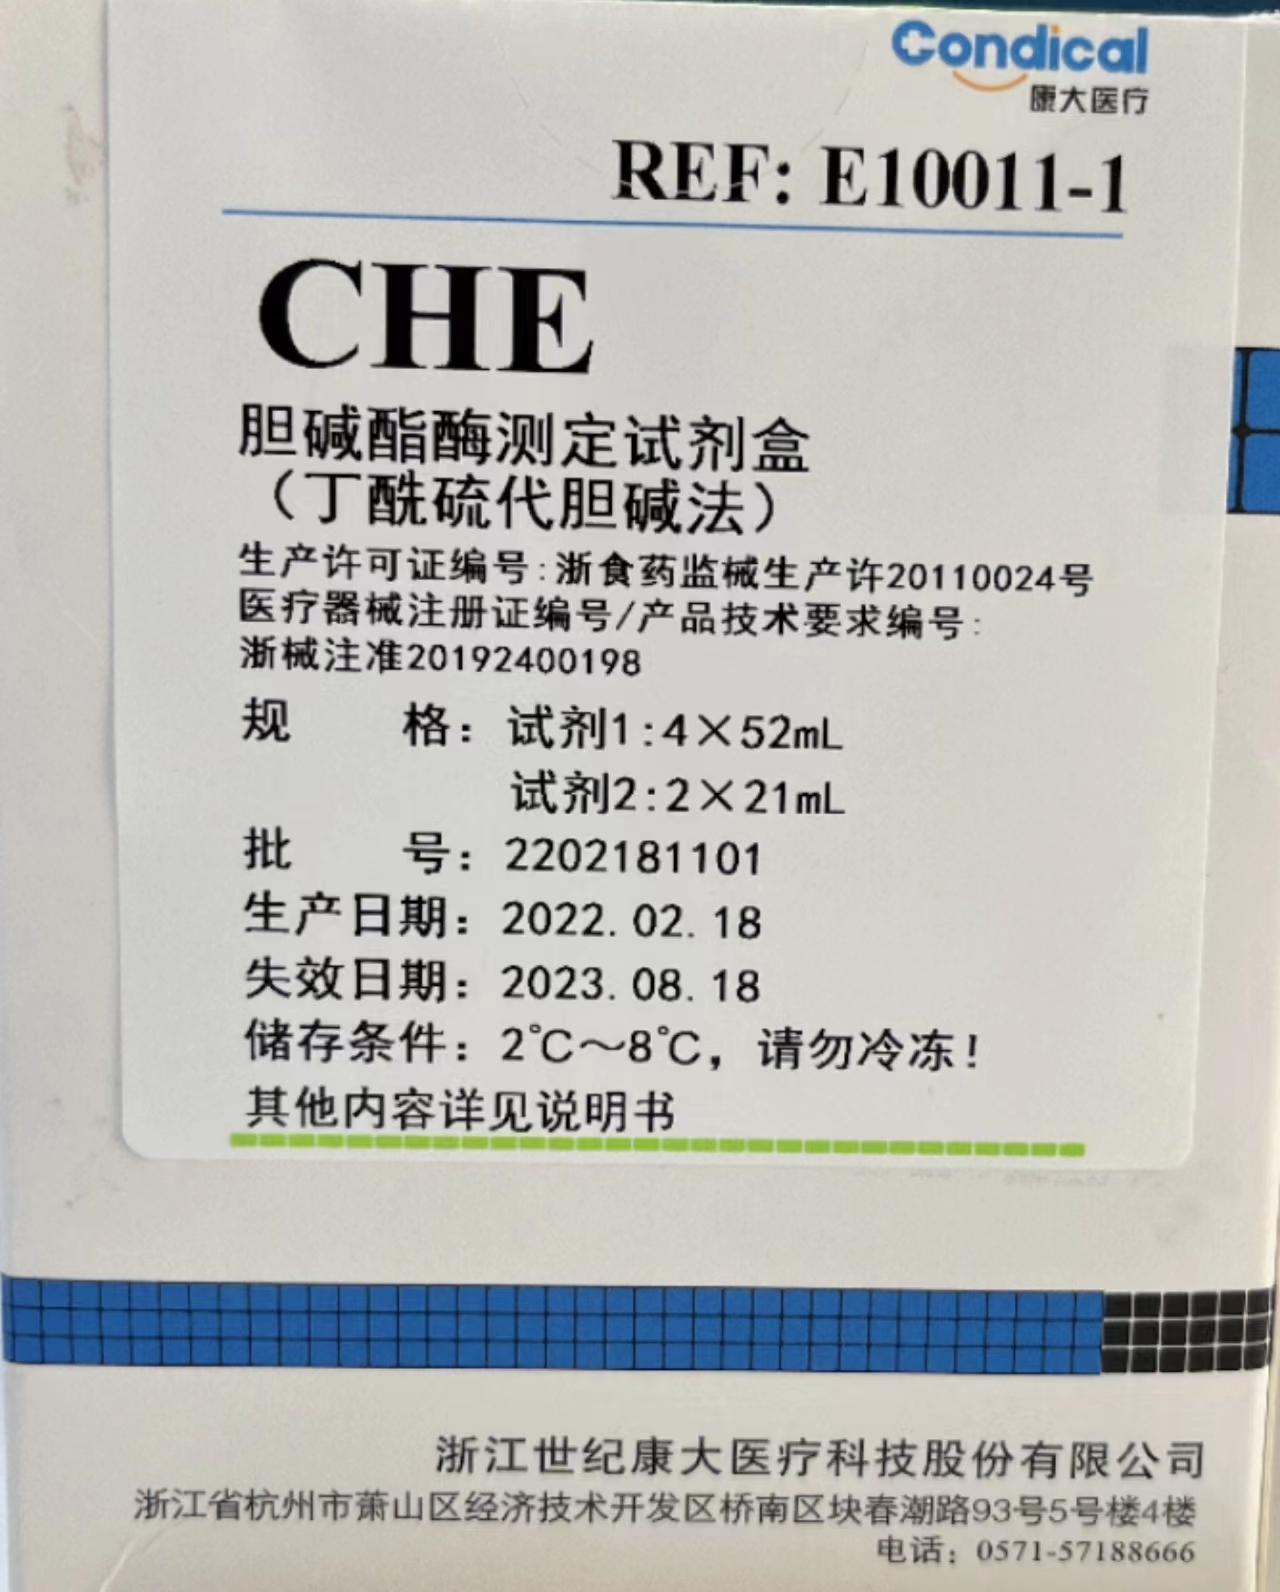 Condical
康大医疗
REF: E10011-1
CHE
胆碱酯酶测定试剂盒
（丁酰硫代胆碱法）
生产许可证编号:浙食药监械生产许20110024号
医疗器械注册证编号/产品技术要求编号:
浙械注准20192400198
规 格：试剂1:4×52mL
试剂2:2×21mL
批 号：2202181101
生产日期：2022.02.18
失效日期：2023.08.18
储存条件：2℃～8℃，请勿冷冻!
其他内容详见说明书
浙江世纪康大医疗科技股份有限公司
浙江省杭州市萧山区经济技术开发区桥南区块春潮路93号5号楼4楼
电话：0571-57188666